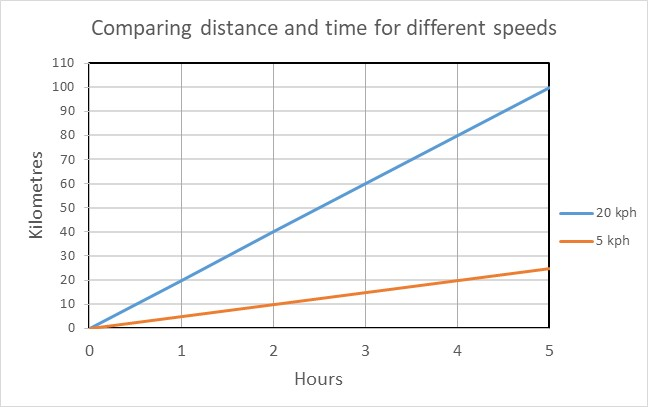 Comparing distance and time for different speeds
110
100
90
80
70
60
50
40
30
20
10
0
Kilometres
0 1 2 3 4 5
Hours
20 kph
5 kph